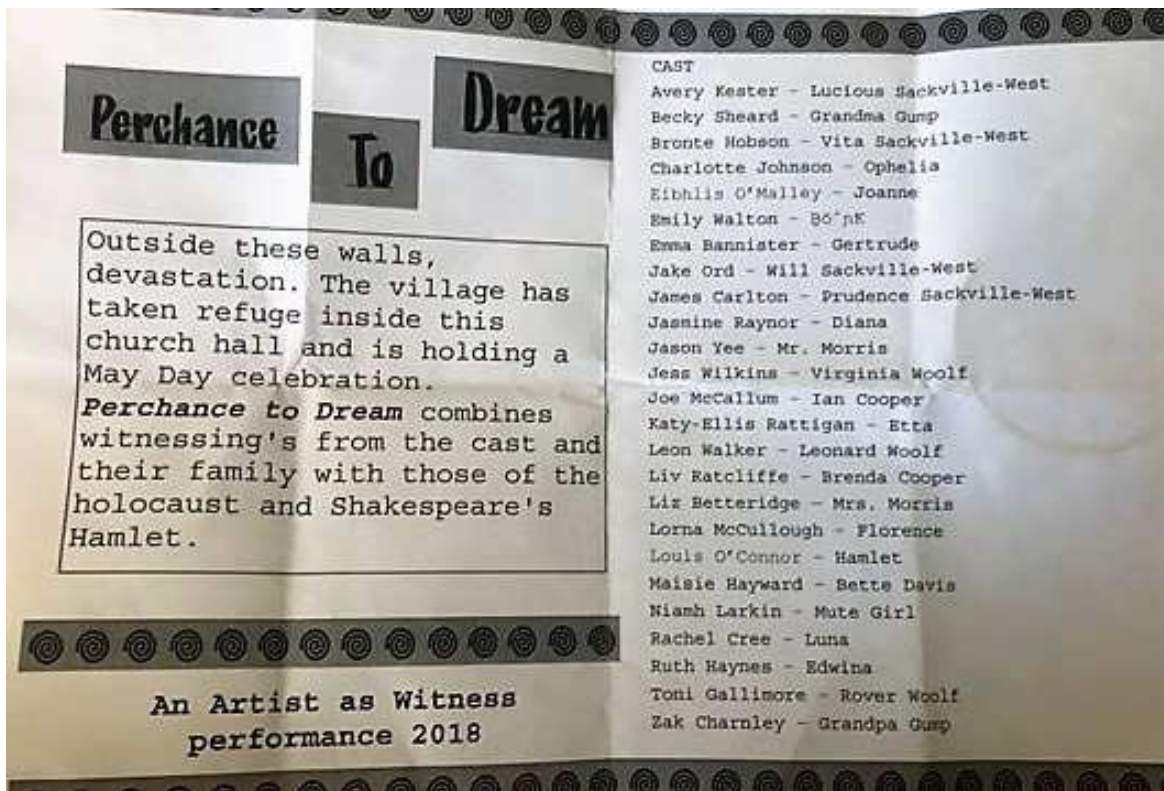 Perchance
To
Dream
Outside these walls,
devastation. The village has
taken refuge inside this
church hall and is holding a
May Day celebration.
Perchance to Dream combines
witnessing's from the cast and
their family with those of the
holocaust and Shakespeare's
Hamlet.
An Artist as Witness
performance 2018
CAST
Avery Kester - Lucious Sackville-West
Becky Sheard - Grandma Gump
Bronte Hobson - Vita Sackville-West
Charlotte Johnson - Ophelia
Eibhlis O'Malley - Joanne
Emily Walton -
Emma Bannister - Gertrude
Jake Ord - Will Sackville-West
James Carlton - Prudence Sackville-West
Jasmine Raynor - Diana
Jason Yee - Mr. Morris
Jess Wilkins - Virginia Woolf
Joe McCallum - Ian Cooper
Katy-Ellis Rattigan - Etta
Leon Walker - Leonard Woolf
Liv Ratcliffe - Brenda Cooper
Liz Betteridge - Mrs. Morris
Lorna McCullough - Florence
Louis O'Connor - Hamlet
Maisie Hayward - Bette Davis
Niamh Larkin - Mute Girl
Rachel Cree - Luna
Ruth Haynes - Edwina
Toni Gallimore - Rover Woolf
Zak Charnley - Grandpa Gump